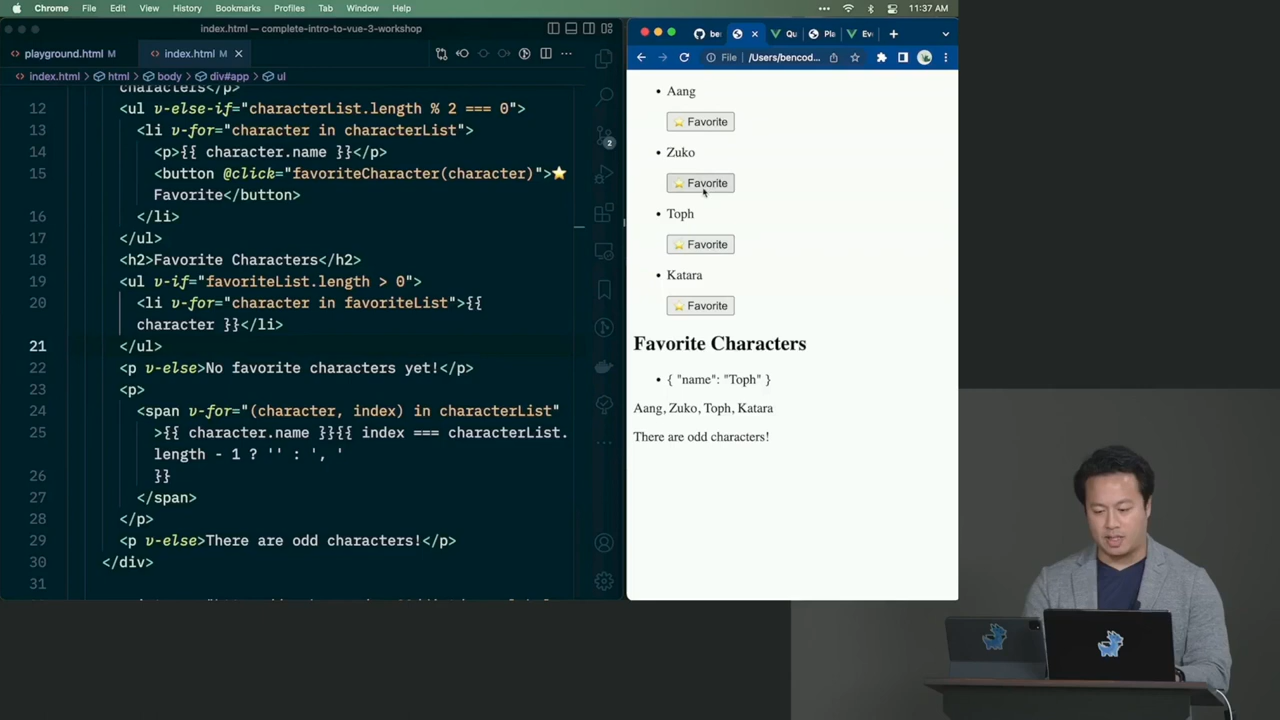 Chrome File Edit View History Bookmarks Profiles Tab Window Help 11:37 AM
index.html — complete-intro-to-vue-3-workshop
playground.html M index.html M
index.html > html > body > div#app > ul
characters</p>
12 <ul v-else-if="characterList.length % 2 === 0">
13 <li v-for="character in characterList">
14 <p>{{ character.name }}</p>
15 <button @click="favoriteCharacter(character)">⭐
Favorite</button>
16 </li>
17 </ul>
18 <h2>Favorite Characters</h2>
19 <ul v-if="favoriteList.length > 0">
20 <li v-for="character in favoriteList">{{
character }}</li>
21 </ul>
22 <p v-else>No favorite characters yet!</p>
23 <p>
24 <span v-for="(character, index) in characterList"
25 >{{ character.name }}{{ index === characterList.
length - 1 ? '' : ', '
26 }}
27 </span>
28 </p>
29 <p v-else>There are odd characters!</p>
30 </div>
31
2
be
Qu
Pla
Ev
File /Users/bencod...
• Aang
⭐ Favorite
• Zuko
⭐ Favorite
• Toph
⭐ Favorite
• Katara
⭐ Favorite
Favorite Characters
• { "name": "Toph" }
Aang, Zuko, Toph, Katara
There are odd characters!